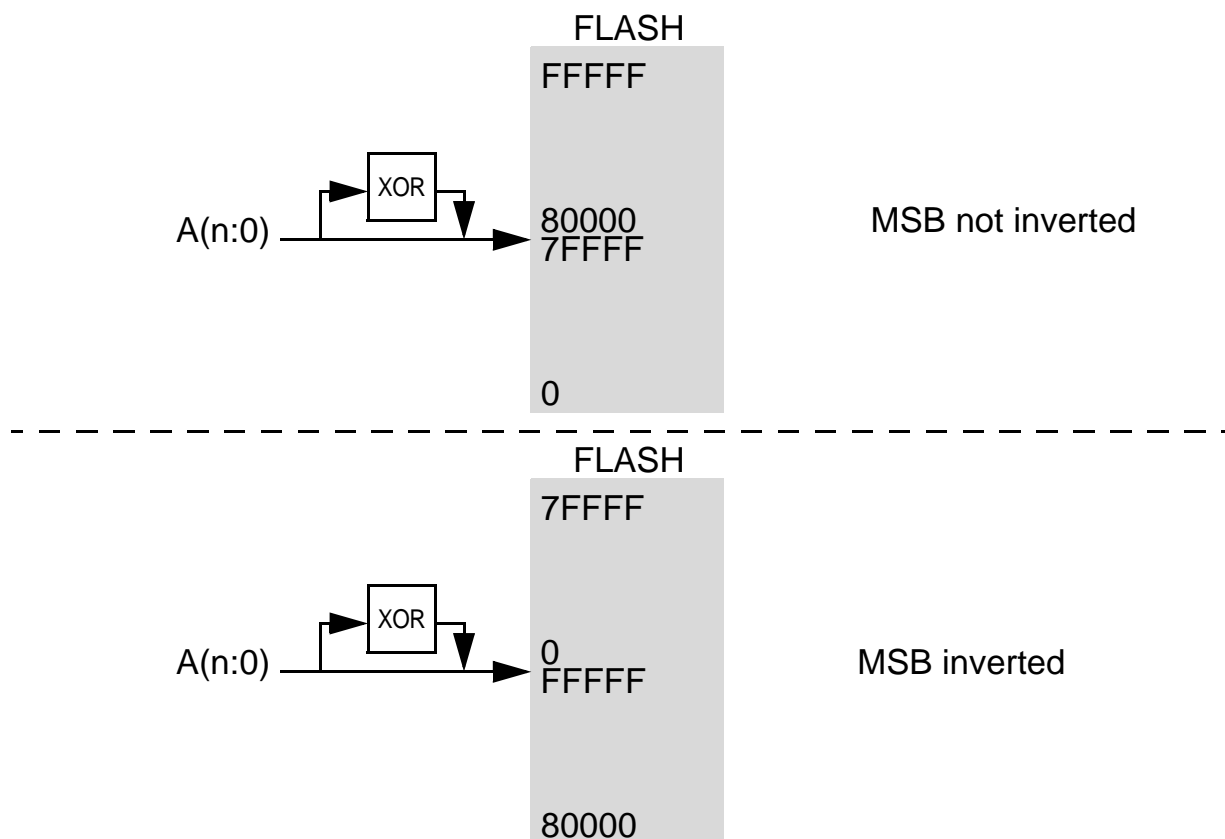 FLASH
FFFFF
XOR
80000
A(n:0)
MSB not inverted
7FFFF
0
FLASH
7FFFF
XOR
0
A(n:0)
MSB inverted
FFFFF
80000